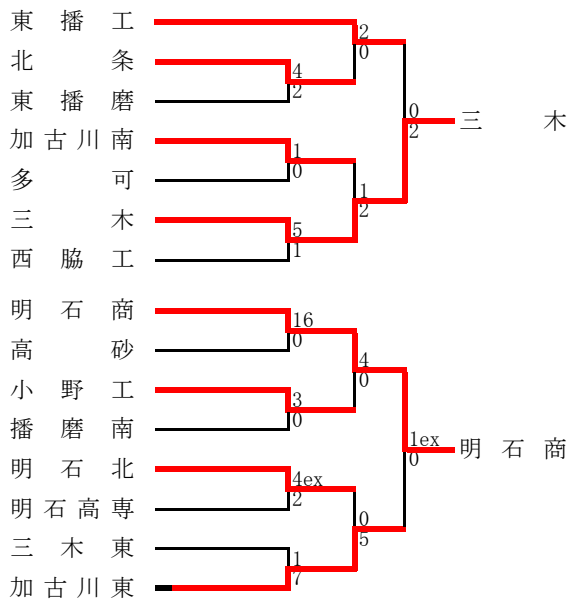 東播工
2
0
北条
4
2
東播磨
0
2
三木
加古川南
1
0
多可
1
2
三木
5
1
西脇工
明石商
16
0
高砂
4
0
小野工
3
0
播磨南
1ex
0
明石商
明石北
4ex
2
明石高専
0
5
三木東
1
7
加古川東